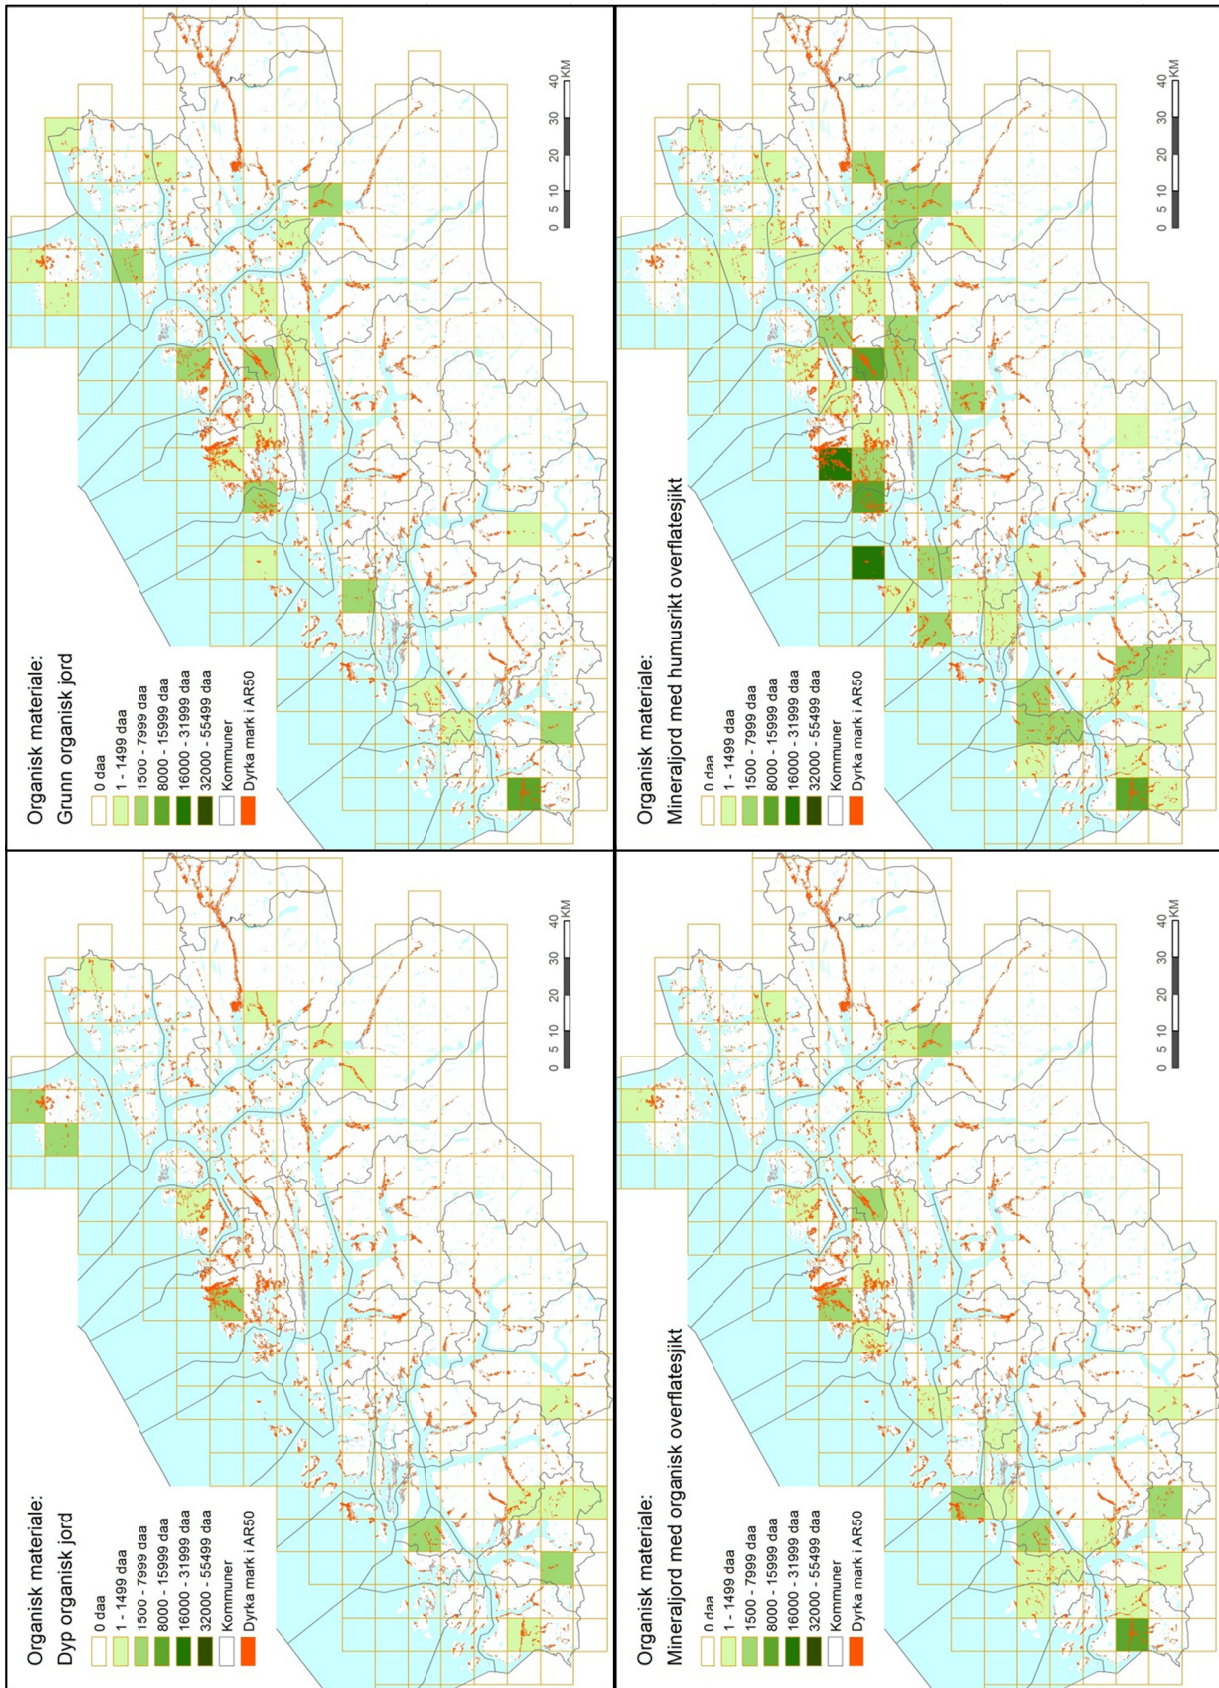 Organisk materiale:
Dyp organisk jord
0 daa
1 - 1499 daa
1500 - 7999 daa
8000 - 15999 daa
16000 - 31999 daa
32000 - 55499 daa
Kommuner
Dyrka mark i AR50
0 5 10 20 30 40
KM
Organisk materiale:
Grunn organisk jord
0 daa
1 - 1499 daa
1500 - 7999 daa
8000 - 15999 daa
16000 - 31999 daa
32000 - 55499 daa
Kommuner
Dyrka mark i AR50
0 5 10 20 30 40
KM
Organisk materiale:
Mineraljord med organisk overflatesjikt
0 daa
1 - 1499 daa
1500 - 7999 daa
8000 - 15999 daa
16000 - 31999 daa
32000 - 55499 daa
Kommuner
Dyrka mark i AR50
0 5 10 20 30 40
KM
Organisk materiale:
Mineraljord med humusrikt overflatesjikt
0 daa
1 - 1499 daa
1500 - 7999 daa
8000 - 15999 daa
16000 - 31999 daa
32000 - 55499 daa
Kommuner
Dyrka mark i AR50
0 5 10 20 30 40
KM